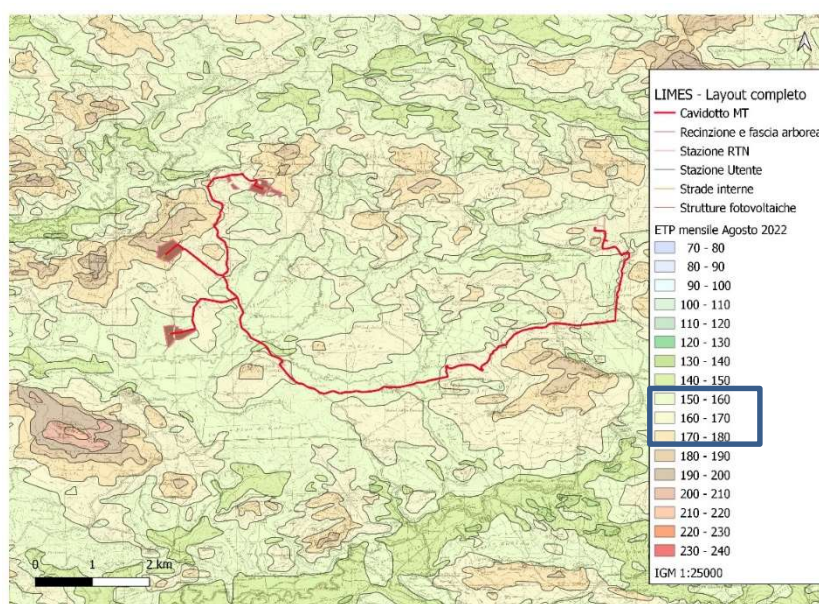 LIMES - Layout completo
Cavidotto MT
Recinzione e fascia arborea
Stazione RTN
Stazione Utente
Strade interne
Strutture fotovoltaiche
ETP mensile Agosto 2022
70 - 80
80 - 90
90 - 100
100 - 110
110 - 120
120 - 130
130 - 140
140 - 150
150 - 160
160 - 170
170 - 180
180 - 190
190 - 200
200 - 210
210 - 220
220 - 230
230 - 240
IGM 1:25000
0 1 2 km